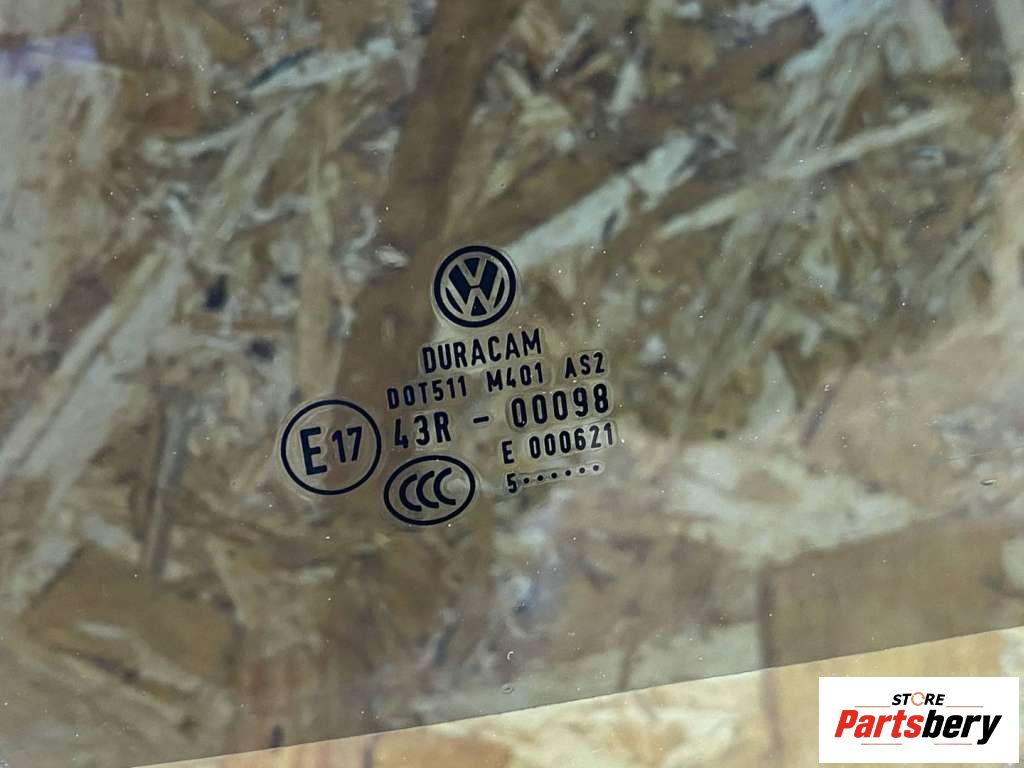 DURACAM
DOT511 M401 AS2
43R - 00098
E17
E 000621
CCC
5••••••
STORE
Partsbery